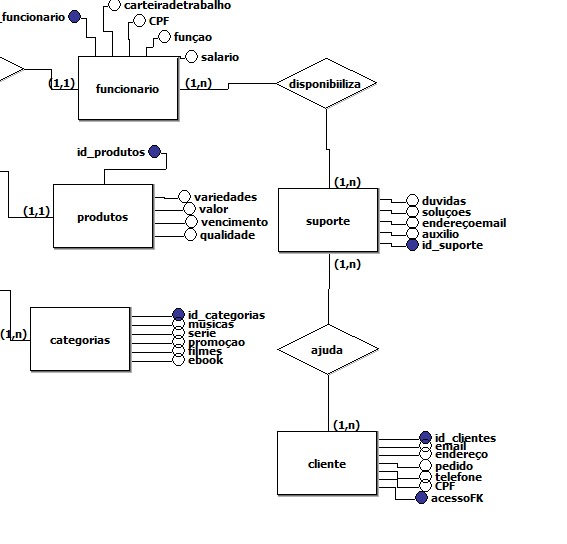 carteiradetrabalho
_funcionario
CPF
funçao
salario
(1,1)
funcionario
(1,n)
disponibiiliza
id_produtos
(1,n)
variedades
valor
vencimento
qualidade
(1,1)
produtos
suporte
duvidas
soluçoes
endereçoemail
auxilio
id_suporte
(1,n)
id_categorias
músicas
serie
promoçao
filmes
ebook
(1,n)
categorias
ajuda
(1,n)
cliente
id_clientes
email
endereço
pedido
telefone
CPF
acessoFK